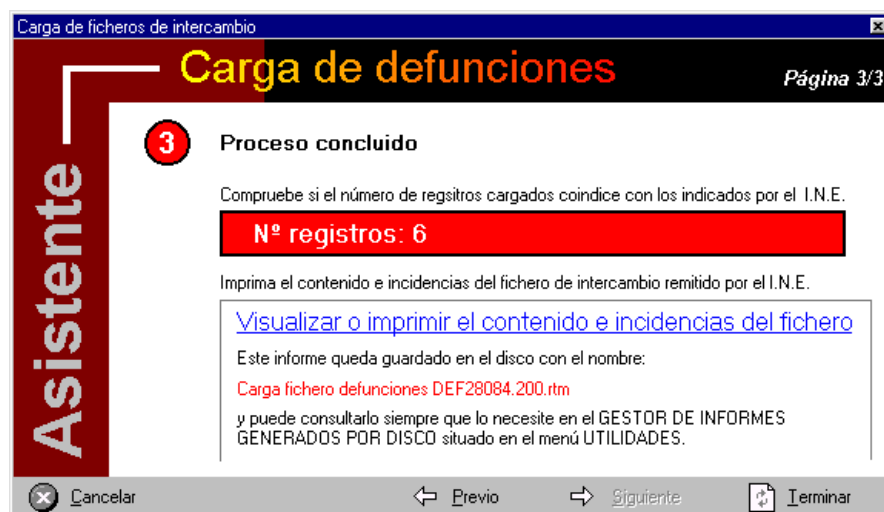 Carga de ficheros de intercambio
Carga de defunciones
Página 3/3
Asistente
3
Proceso concluido
Compruebe si el número de regsitros cargados coindice con los indicados por el I.N.E.
Nº registros: 6
Imprima el contenido e incidencias del fichero de intercambio remitido por el I.N.E.
Visualizar o imprimir el contenido e incidencias del fichero
Este informe queda guardado en el disco con el nombre:
Carga fichero defunciones DEF28084.200.rtm
y puede consultarlo siempre que lo necesite en el GESTOR DE INFORMES
GENERADOS POR DISCO situado en el menú UTILIDADES.
Cancelar
Previo
Siguiente
Terminar